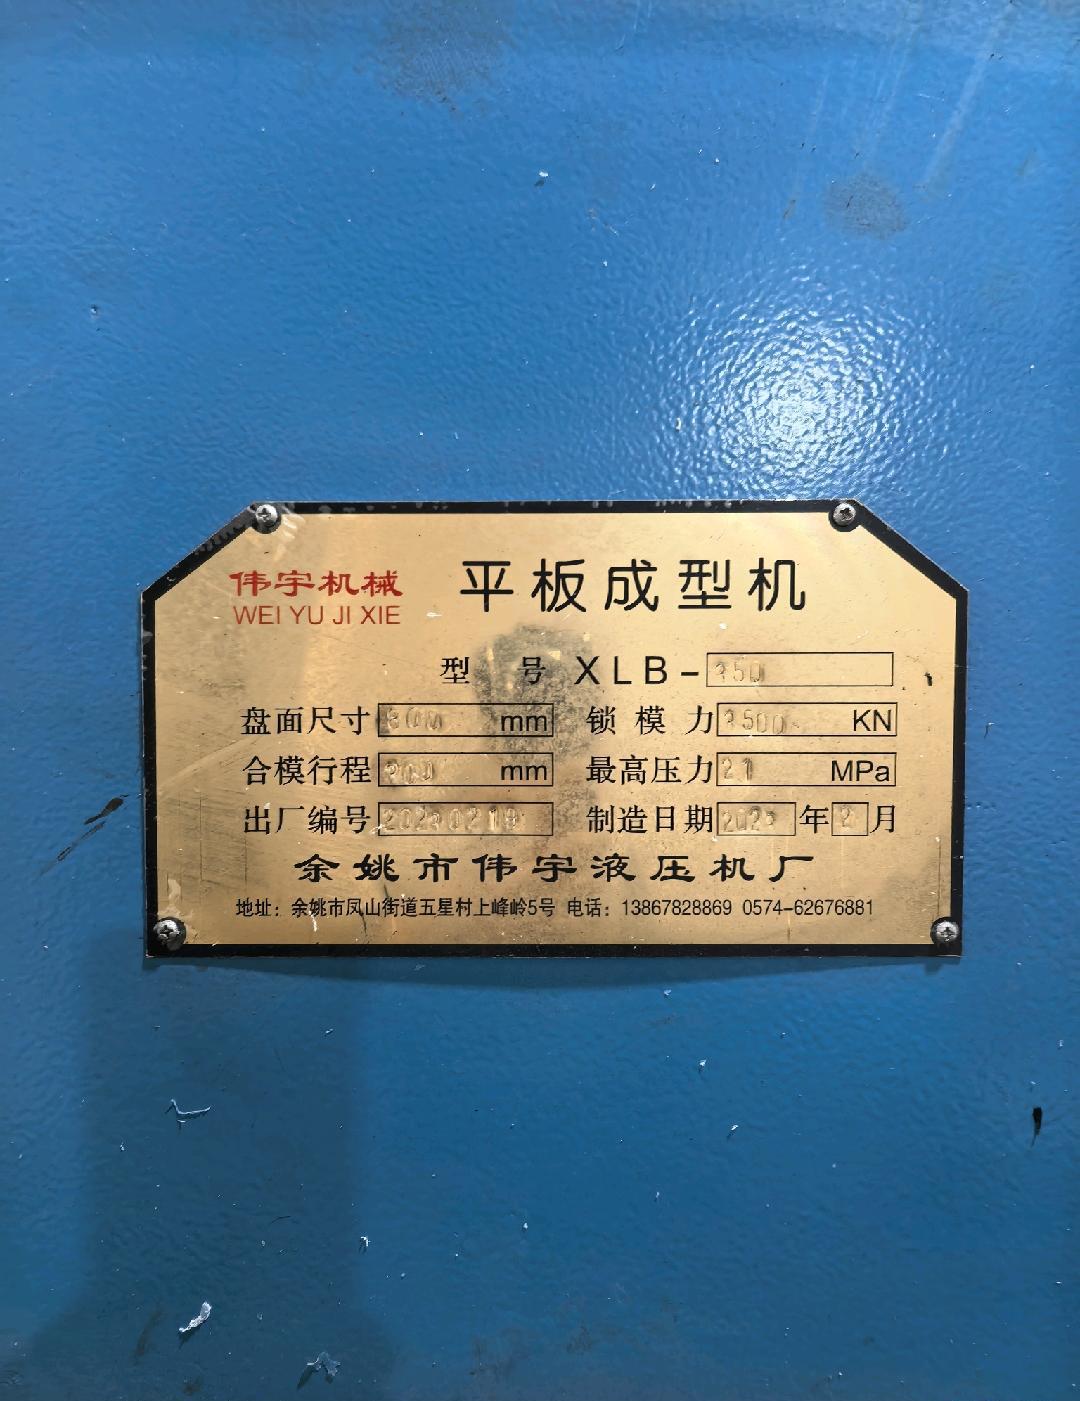 伟宇机械
WEI YU JI XIE
平板成型机
型号 XLB-
盘面尺寸 mm 锁模力 KN
合模行程 mm 最高压力 21 MPa
出厂编号 制造日期 年 2 月
余姚市伟宇液压机厂
地址：余姚市凤山街道五星村上峰岭5号 电话：13867828869 0574-62676881